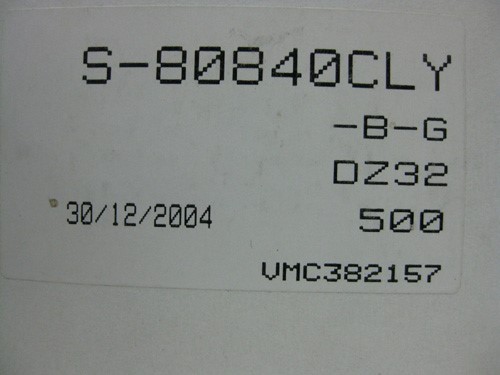 S-80840CLY
-B-G
DZ32
30/12/2004 500
VMC382157